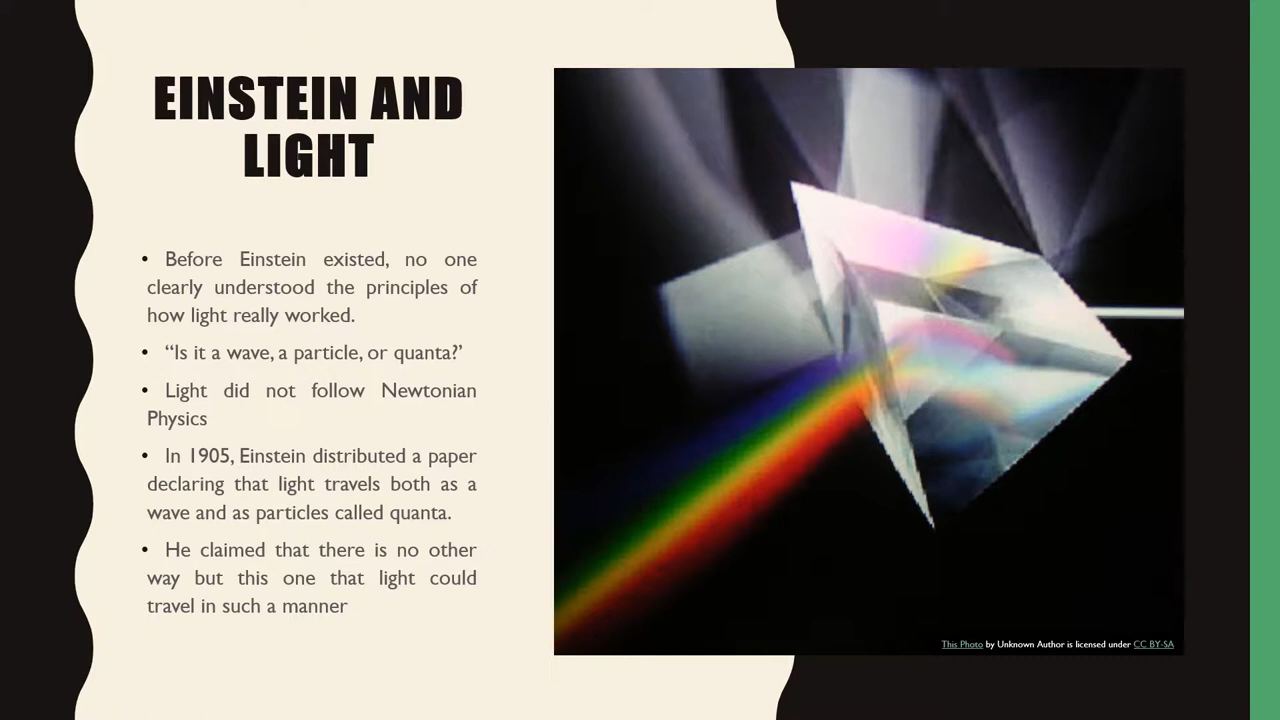 EINSTEIN AND
LIGHT
• Before Einstein existed, no one
clearly understood the principles of
how light really worked.
• “Is it a wave, a particle, or quanta?’
• Light did not follow Newtonian
Physics
• In 1905, Einstein distributed a paper
declaring that light travels both as a
wave and as particles called quanta.
• He claimed that there is no other
way but this one that light could
travel in such a manner
This Photo by Unknown Author is licensed under CC BY-SA